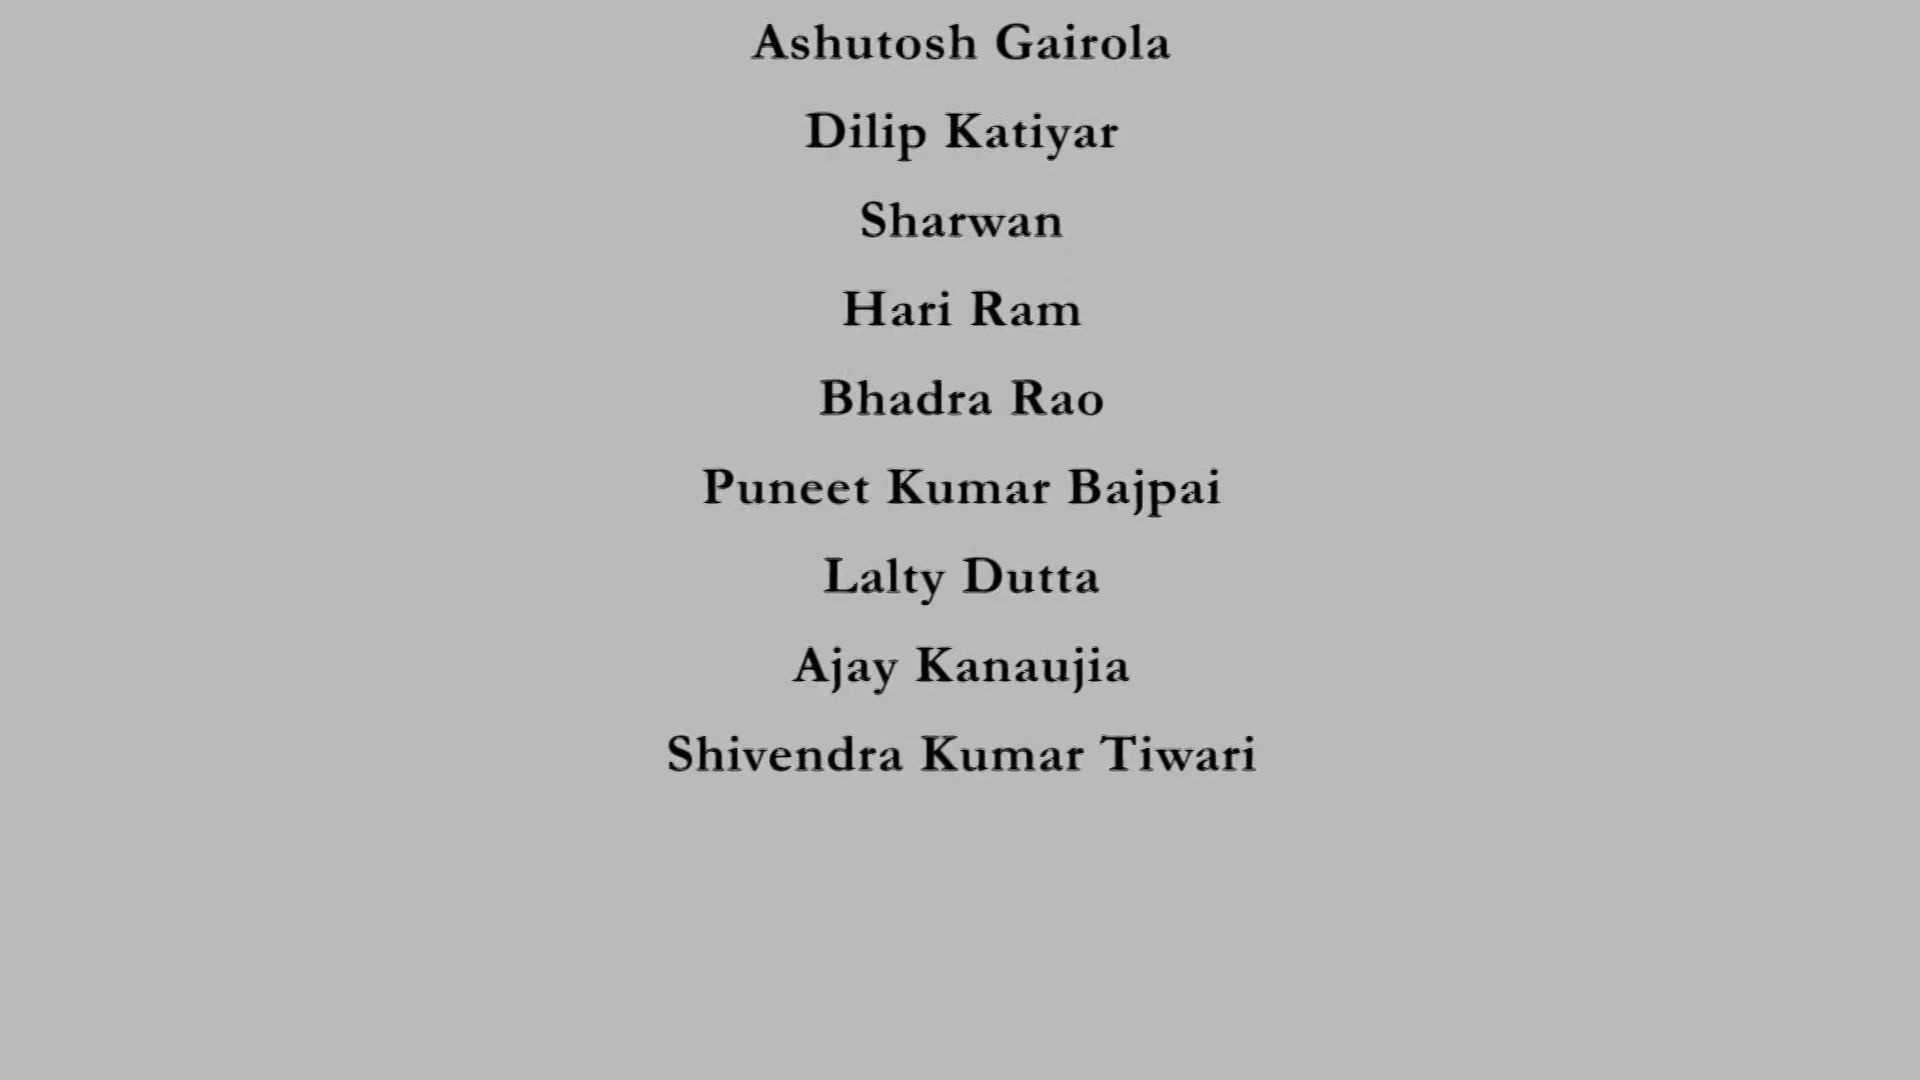 Ashutosh Gairola
Dilip Katiyar
Sharwan
Hari Ram
Bhadra Rao
Puneet Kumar Bajpai
Lalty Dutta
Ajay Kanaujia
Shivendra Kumar Tiwari